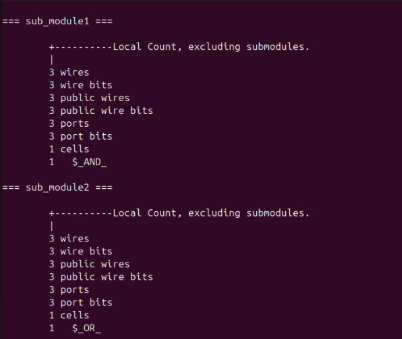 === sub_module1 ===
+----------Local Count, excluding submodules.
|
3 wires
3 wire bits
3 public wires
3 public wire bits
3 ports
3 port bits
1 cells
1   $_AND_
=== sub_module2 ===
+----------Local Count, excluding submodules.
|
3 wires
3 wire bits
3 public wires
3 public wire bits
3 ports
3 port bits
1 cells
1   $_OR_